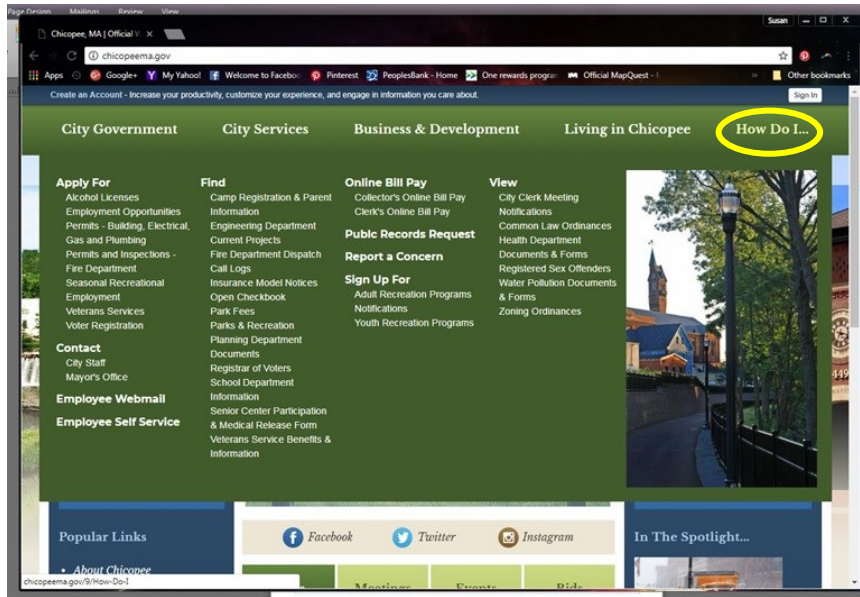 Page Design Mailings Review View
Susan
Chicopee, MA | Official
chicopeema.gov
Apps Google+ My Yahoo! Welcome to Faceboo Pinterest PeoplesBank - Home One rewards progra Official MapQuest - Other bookmarks
Create an Account - Increase your productivity, customize your experience, and engage in information you care about. Sign In
City Government City Services Business & Development Living in Chicopee How Do I...
Apply For
Alcohol Licenses
Employment Opportunities
Permits - Building, Electrical,
Gas and Plumbing
Permits and Inspections -
Fire Department
Seasonal Recreational
Employment
Veterans Services
Voter Registration
Contact
City Staff
Mayor's Office
Employee Webmail
Employee Self Service
Find
Camp Registration & Parent
Information
Engineering Department
Current Projects
Fire Department Dispatch
Call Logs
Insurance Model Notices
Open Checkbook
Park Fees
Parks & Recreation
Planning Department
Documents
Registrar of Voters
School Department
Information
Senior Center Participation
& Medical Release Form
Veterans Service Benefits &
Information
Online Bill Pay
Collector's Online Bill Pay
Clerk's Online Bill Pay
Publc Records Request
Report a Concern
Sign Up For
Adult Recreation Programs
Notifications
Youth Recreation Programs
View
City Clerk Meeting
Notifications
Common Law Ordinances
Health Department
Documents & Forms
Registered Sex Offenders
Water Pollution Documents
& Forms
Zoning Ordinances
449
Popular Links
About Chicopee
Facebook Twitter Instagram
In The Spotlight...
Meetings Events Bids
chicopeema.gov/9/How-Do-I